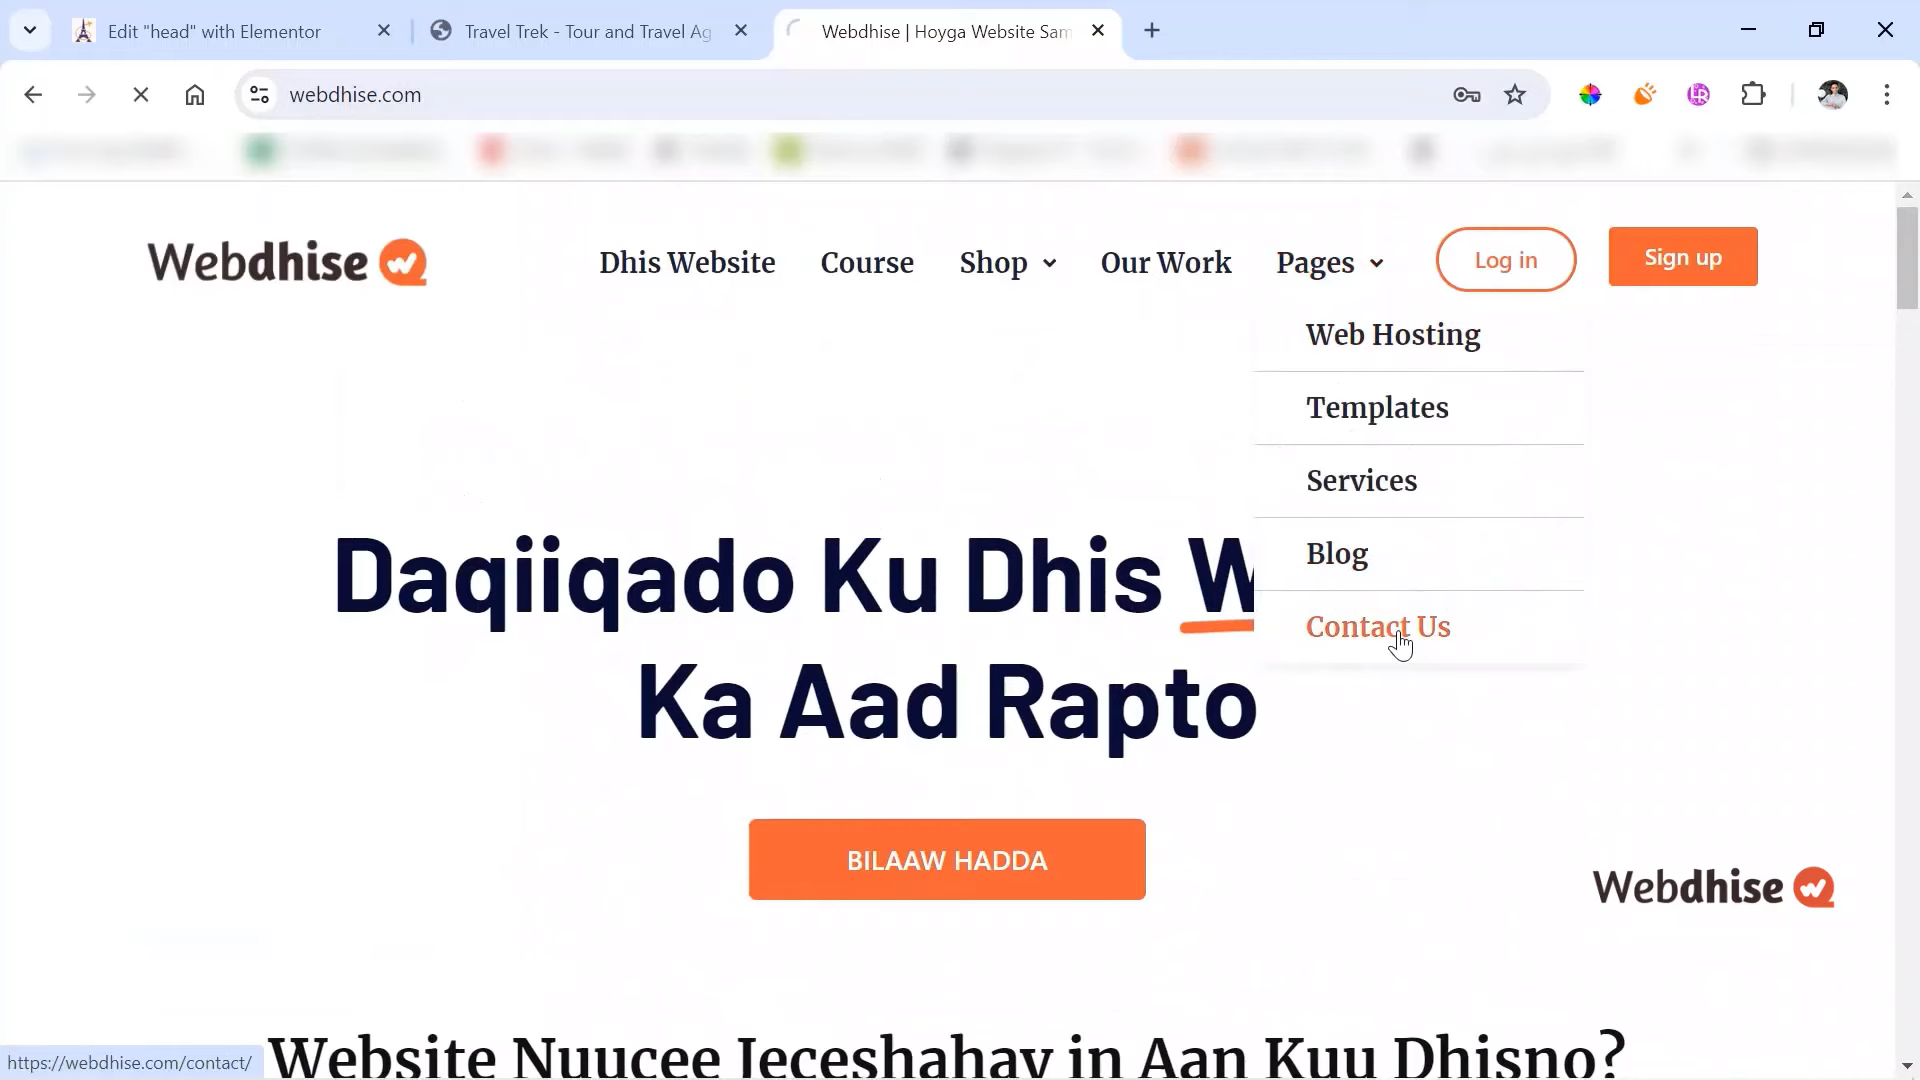 Edit "head" with Elementor
Travel Trek - Tour and Travel Ag
Webdhise | Hoyga Website Sam
webdhise.com
Webdhise
Dhis Website
Course
Shop
Our Work
Pages
Log in
Sign up
Web Hosting
Templates
Services
Blog
Contact Us
Daqiiqado Ku Dhis W
Ka Aad Rapto
BILAAW HADDA
Webdhise
Website Nuucee Jeceshahay in Aan Kuu Dhisno?
https://webdhise.com/contact/